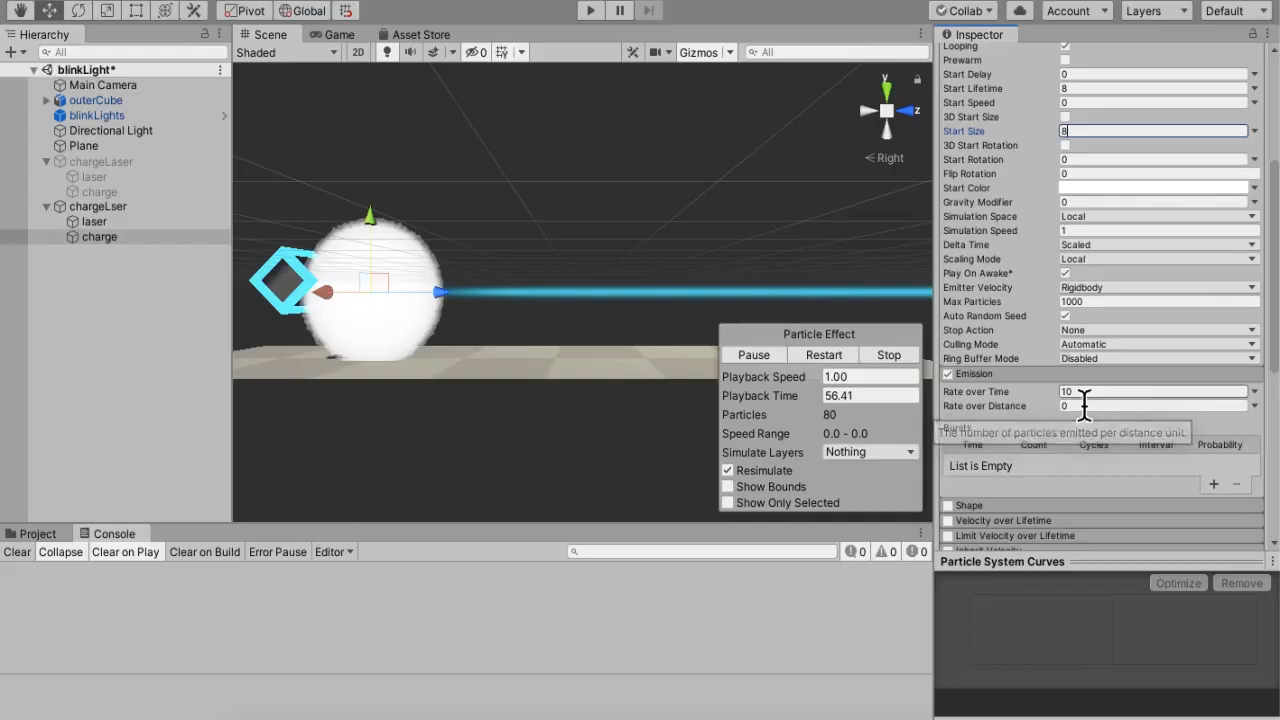 Pivot Global Collab Account Layers Default
Hierarchy
All
blinkLight*
Main Camera
outerCube
blinkLights
Directional Light
Plane
chargeLaser
laser
charge
chargeLser
laser
charge
Scene Game Asset Store
Shaded 2D 0 Gizmos All
y
z
Right
Particle Effect
Pause Restart Stop
Playback Speed 1.00
Playback Time 56.41
Particles 80
Speed Range 0.0 - 0.0
Simulate Layers Nothing
Resimulate
Show Bounds
Show Only Selected
Inspector
Looping
Prewarm
Start Delay 0
Start Lifetime 8
Start Speed 0
3D Start Size
Start Size 8
3D Start Rotation
Start Rotation 0
Flip Rotation 0
Start Color
Gravity Modifier 0
Simulation Space Local
Simulation Speed 1
Delta Time Scaled
Scaling Mode Local
Play On Awake*
Emitter Velocity Rigidbody
Max Particles 1000
Auto Random Seed
Stop Action None
Culling Mode Automatic
Ring Buffer Mode Disabled
Emission
Rate over Time 10
Rate over Distance 0
Bursts
The number of particles emitted per distance unit.
Time Count Cycles Interval Probability
List is Empty
+ −
Shape
Velocity over Lifetime
Limit Velocity over Lifetime
Inherit Velocity
Particle System Curves
Optimize Remove
Project Console
Clear Collapse Clear on Play Clear on Build Error Pause Editor 0 0 0